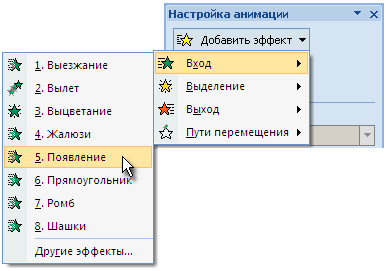 Настройка анимации
Добавить эффект
Вход
Выделение
Выход
Пути перемещения
1. Выезжание
2. Вылет
3. Выцветание
4. Жалюзи
5. Появление
6. Прямоугольник
7. Ромб
8. Шашки
Другие эффекты...